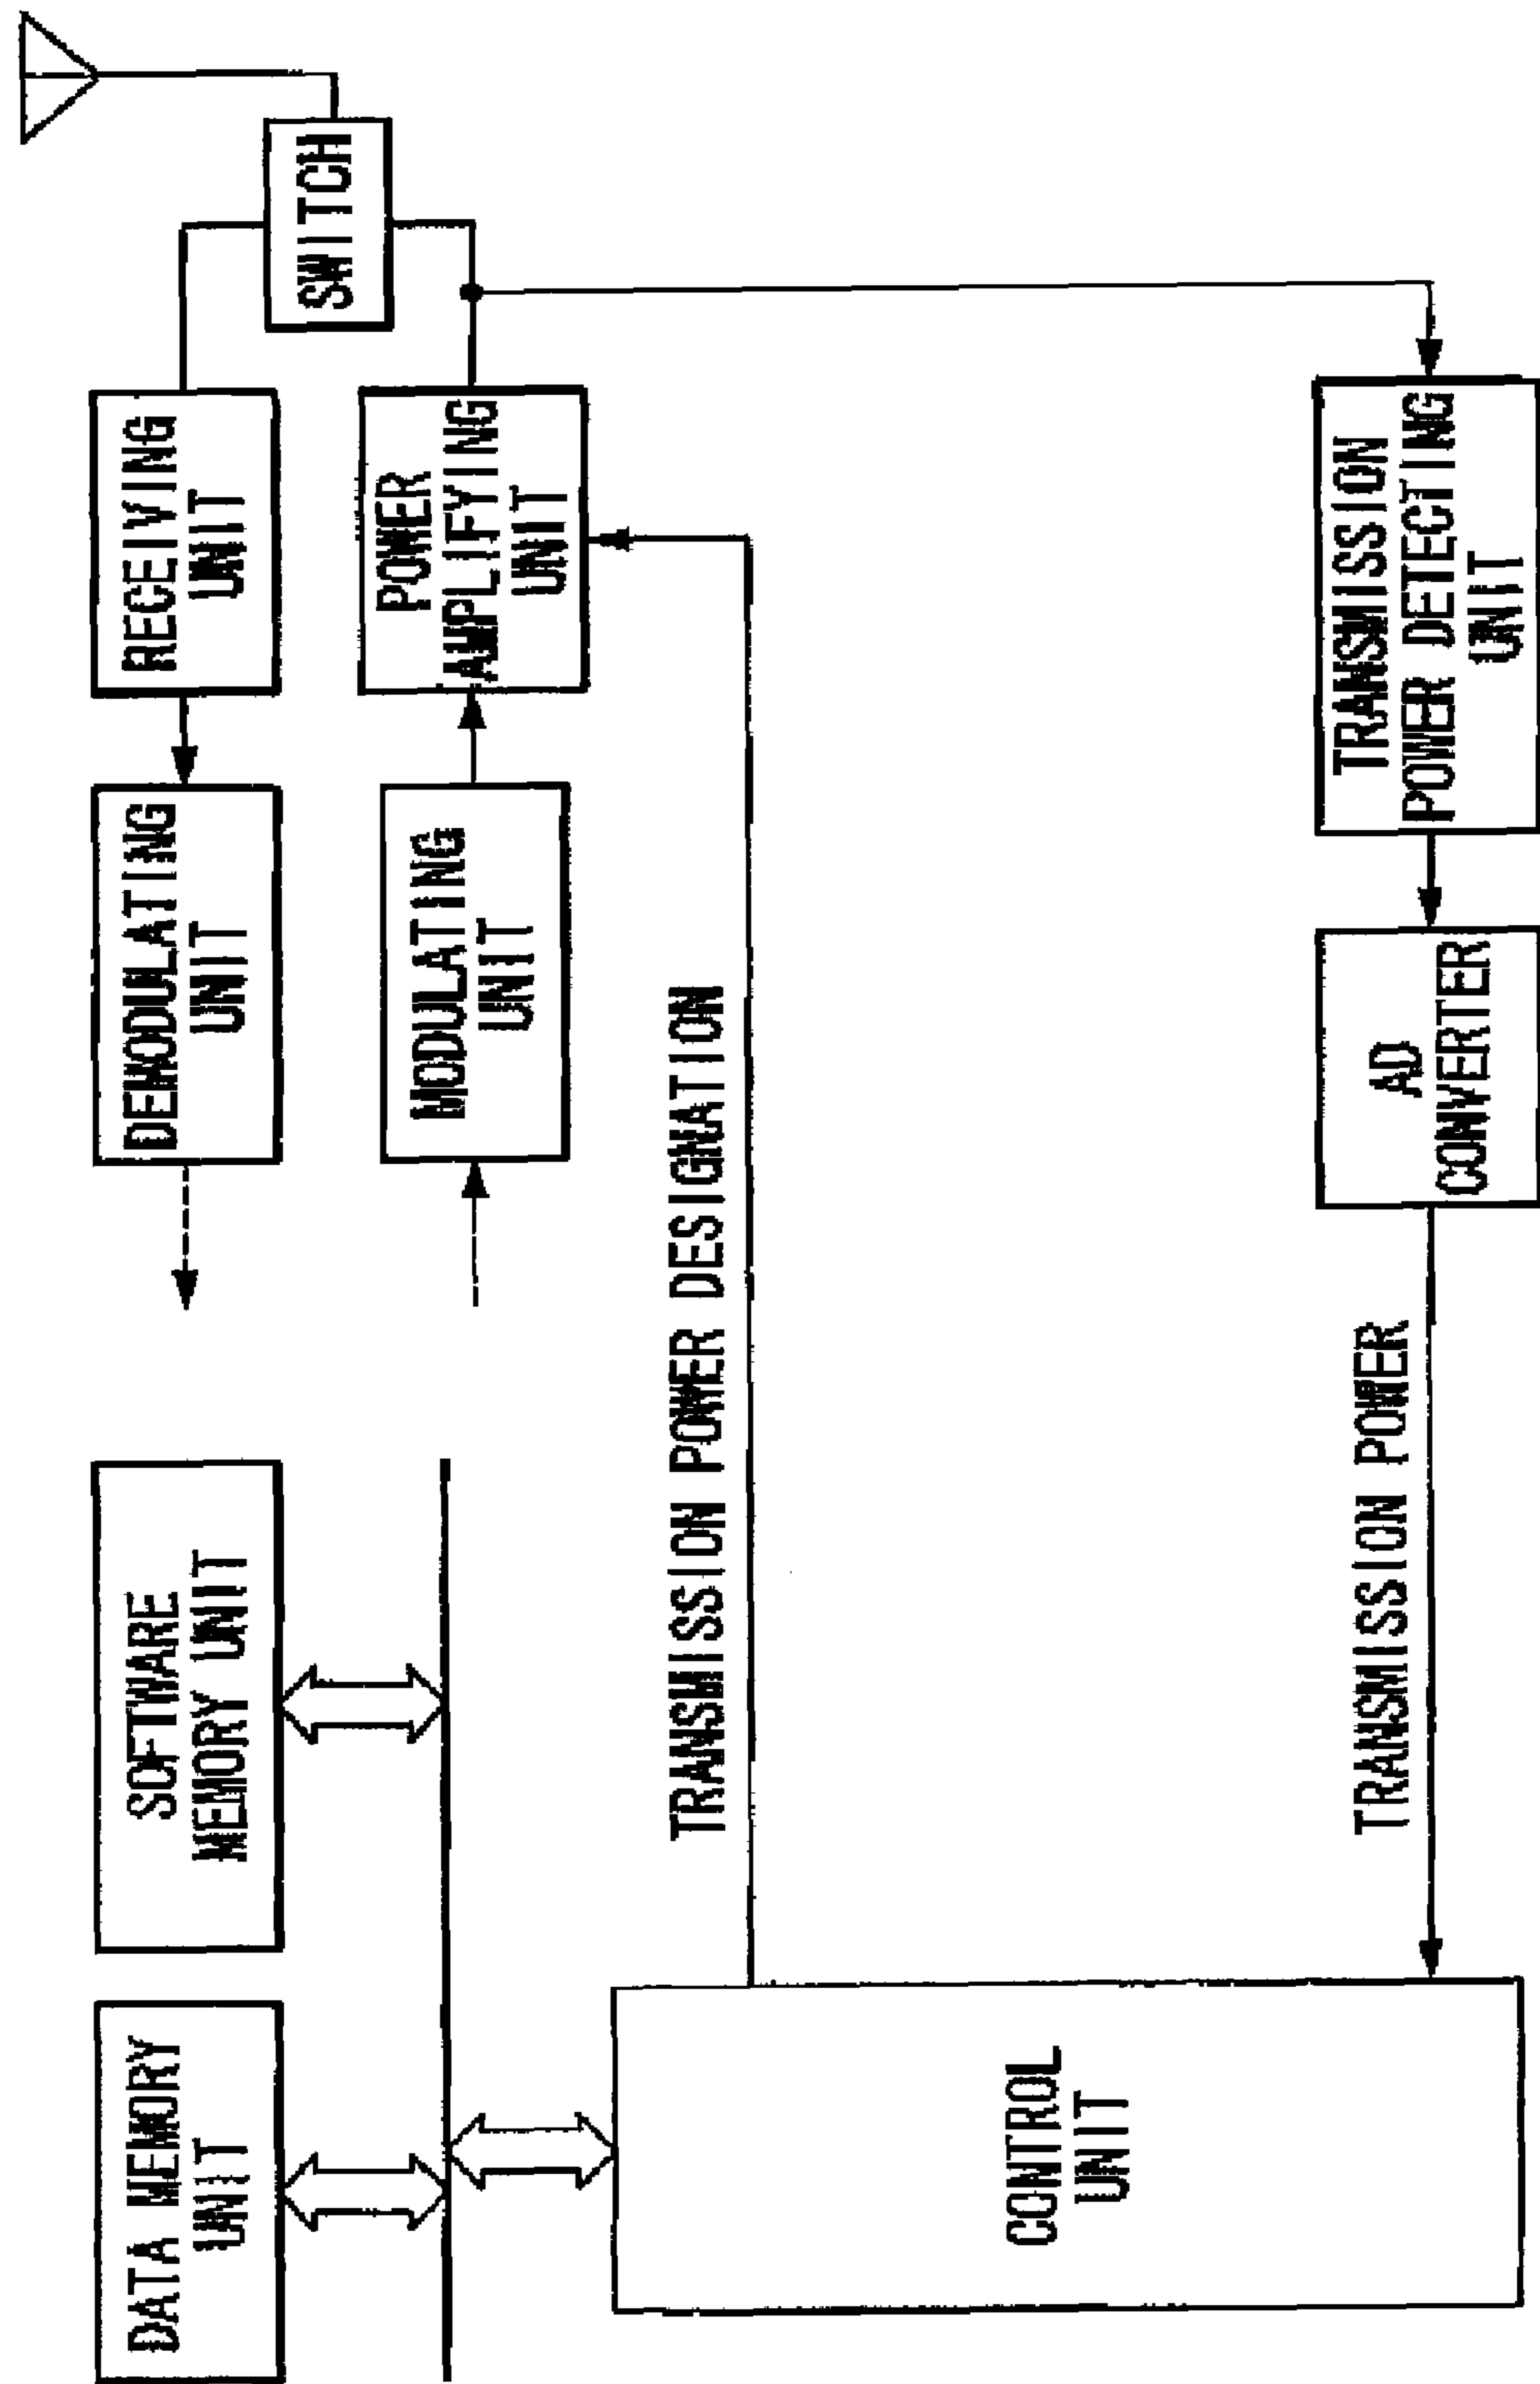 DATA MEMORY
UNIT
SOFTWARE
MEMORY UNIT
DEMODULATING
UNIT
RECEIVING
UNIT
SWITCH
MODULATING
UNIT
POWER
AMPLIFYING
UNIT
TRANSMISSION POWER DESIGNATION
CONTROL
UNIT
TRANSMISSION POWER
AD
CONVERTER
TRANSMISSION
POWER DETECTING
UNIT